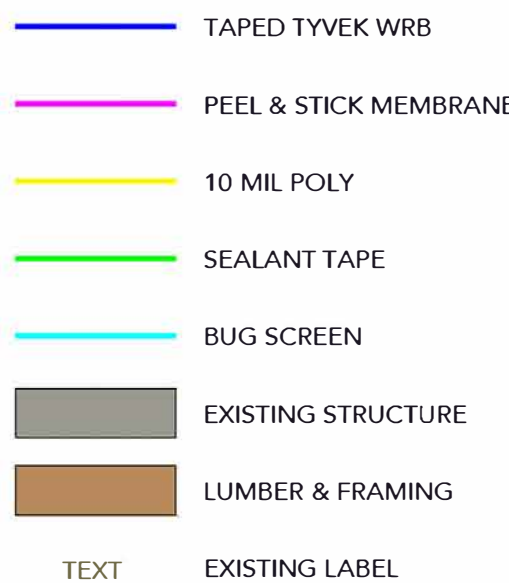 TAPED TYVEK WRB
PEEL & STICK MEMBRANE
10 MIL POLY
SEALANT TAPE
BUG SCREEN
EXISTING STRUCTURE
LUMBER & FRAMING
TEXT EXISTING LABEL